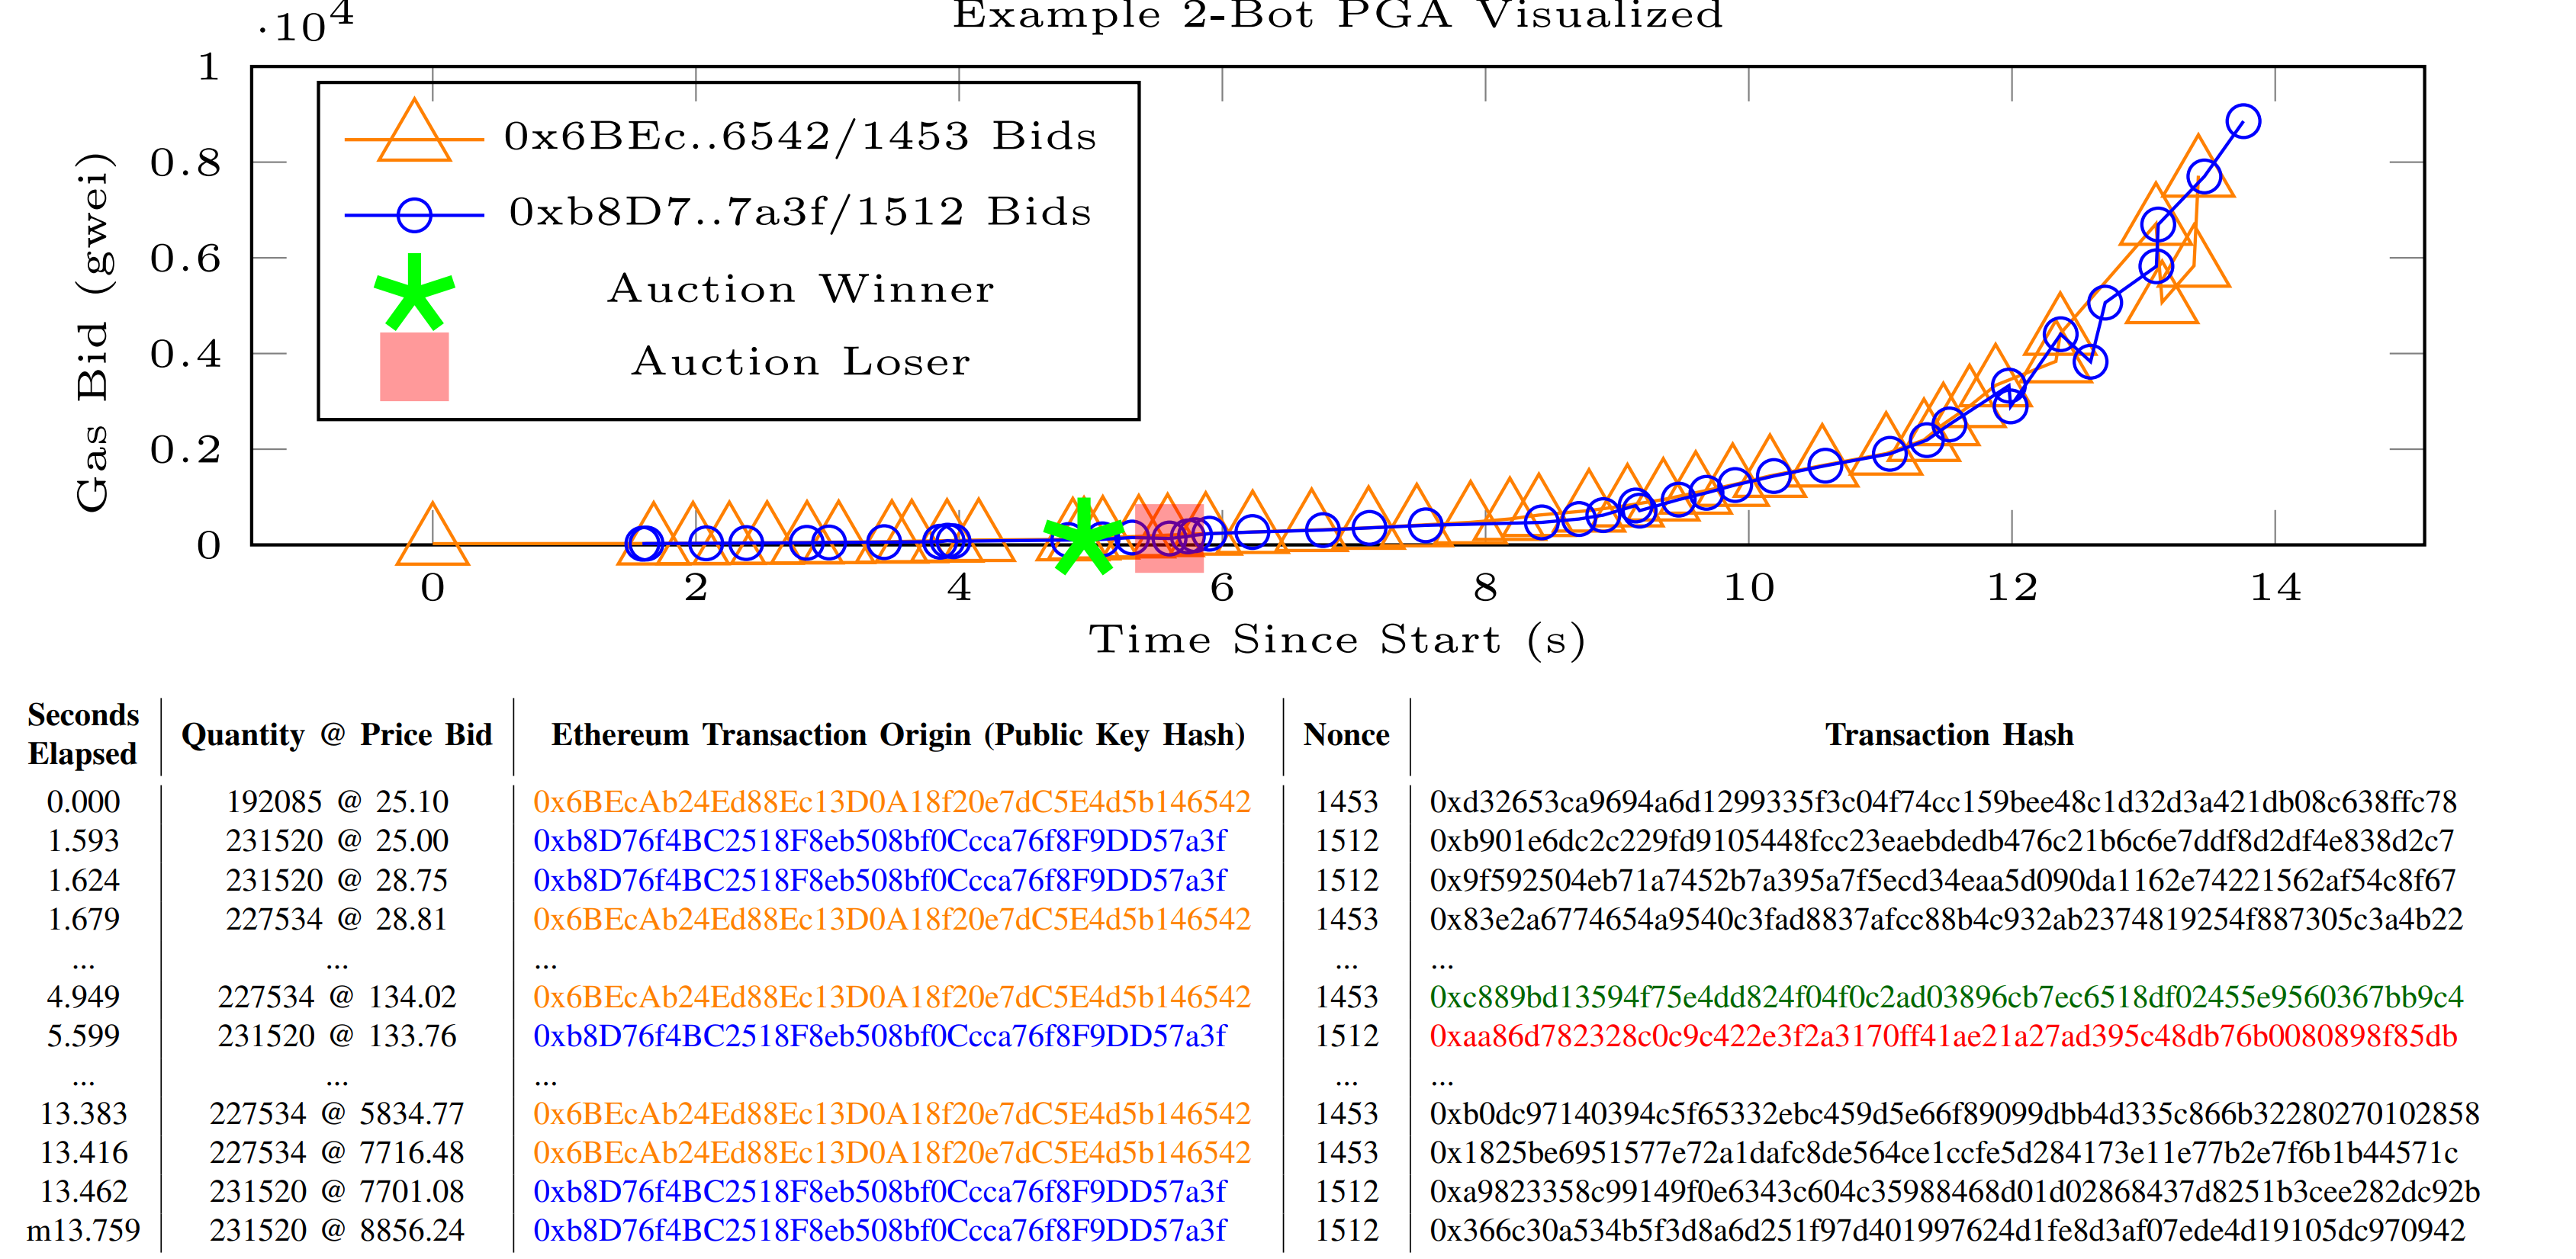 Example 2-Bot PGA Visualized
·10⁴
1
0.8
0.6
0.4
0.2
0
Gas Bid (gwei)
0x6BEc..6542/1453 Bids
0xb8D7..7a3f/1512 Bids
Auction Winner
Auction Loser
0 2 4 6 8 10 12 14
Time Since Start (s)
Seconds Elapsed Quantity @ Price Bid Ethereum Transaction Origin (Public Key Hash) Nonce Transaction Hash
0.000 192085 @ 25.10 0x6BEcAb24Ed88Ec13D0A18f20e7dC5E4d5b146542 1453 0xd32653ca9694a6d1299335f3c04f74cc159bee48c1d32d3a421db08c638ffc78
1.593 231520 @ 25.00 0xb8D76f4BC2518F8eb508bf0Ccca76f8F9DD57a3f 1512 0xb901e6dc2c229fd9105448fcc23eaebdedb476c21b6c6e7ddf8d2df4e838d2c7
1.624 231520 @ 28.75 0xb8D76f4BC2518F8eb508bf0Ccca76f8F9DD57a3f 1512 0x9f592504eb71a7452b7a395a7f5ecd34eaa5d090da1162e74221562af54c8f67
1.679 227534 @ 28.81 0x6BEcAb24Ed88Ec13D0A18f20e7dC5E4d5b146542 1453 0x83e2a6774654a9540c3fad8837afcc88b4c932ab2374819254f887305c3a4b22
... ... ... ... ...
4.949 227534 @ 134.02 0x6BEcAb24Ed88Ec13D0A18f20e7dC5E4d5b146542 1453 0xc889bd13594f75e4dd824f04f0c2ad03896cb7ec6518df02455e9560367bb9c4
5.599 231520 @ 133.76 0xb8D76f4BC2518F8eb508bf0Ccca76f8F9DD57a3f 1512 0xaa86d782328c0c9c422e3f2a3170ff41ae21a27ad395c48db76b0080898f85db
... ... ... ... ...
13.383 227534 @ 5834.77 0x6BEcAb24Ed88Ec13D0A18f20e7dC5E4d5b146542 1453 0xb0dc97140394c5f65332ebc459d5e66f89099dbb4d335c866b32280270102858
13.416 227534 @ 7716.48 0x6BEcAb24Ed88Ec13D0A18f20e7dC5E4d5b146542 1453 0x1825be6951577e72a1dafc8de564ce1ccfe5d284173e11e77b2e7f6b1b44571c
13.462 231520 @ 7701.08 0xb8D76f4BC2518F8eb508bf0Ccca76f8F9DD57a3f 1512 0xa9823358c99149f0e6343c604c35988468d01d02868437d8251b3cee282dc92b
m13.759 231520 @ 8856.24 0xb8D76f4BC2518F8eb508bf0Ccca76f8F9DD57a3f 1512 0x366c30a534b5f3d8a6d251f97d401997624d1fe8d3af07ede4d19105dc970942